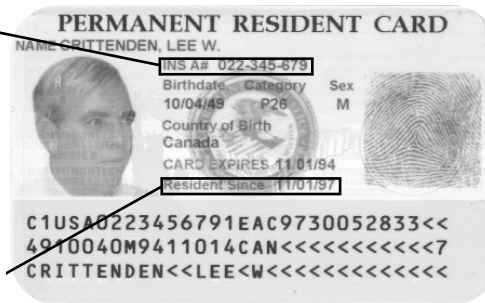 PERMANENT RESIDENT CARD
NAME CRITTENDEN, LEE W.
INS A# 022-345-679
Birthdate Category Sex
10/04/49 P26 M
Country of Birth
Canada
CARD EXPIRES 11/01/94
Resident Since 11/01/97
C1USA0223456791EAC9730052833<<
4910040M9411014CAN<<<<<<<<<<<7
CRITTENDEN<<LEE<W<<<<<<<<<<<<<